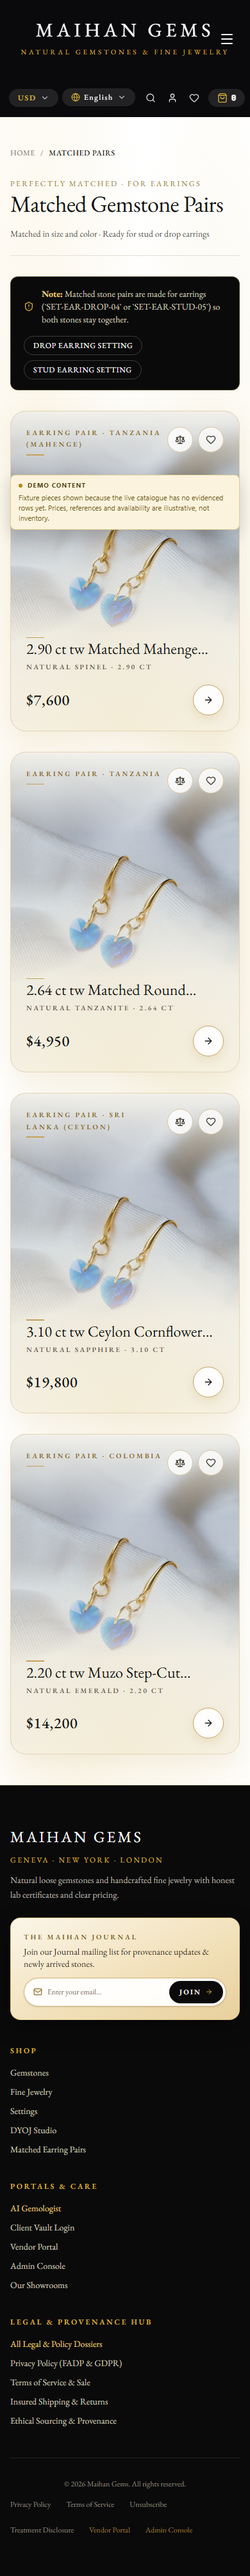 MAIHAN GEMS
NATURAL GEMSTONES & FINE JEWELRY
USD
English
0
HOME / MATCHED PAIRS
PERFECTLY MATCHED · FOR EARRINGS
Matched Gemstone Pairs
Matched in size and color · Ready for stud or drop earrings
Note: Matched stone pairs are made for earrings
('SET-EAR-DROP-04' or 'SET-EAR-STUD-05') so
both stones stay together.
DROP EARRING SETTING
STUD EARRING SETTING
EARRING PAIR · TANZANIA
(MAHENGE)
DEMO CONTENT
Fixture pieces shown because the live catalogue has no evidenced
rows yet. Prices, references and availability are illustrative, not
inventory.
2.90 ct tw Matched Mahenge...
NATURAL SPINEL · 2.90 CT
$7,600
EARRING PAIR · TANZANIA
2.64 ct tw Matched Round...
NATURAL TANZANITE · 2.64 CT
$4,950
EARRING PAIR · SRI
LANKA (CEYLON)
3.10 ct tw Ceylon Cornflower...
NATURAL SAPPHIRE · 3.10 CT
$19,800
EARRING PAIR · COLOMBIA
2.20 ct tw Muzo Step-Cut...
NATURAL EMERALD · 2.20 CT
$14,200
MAIHAN GEMS
GENEVA · NEW YORK · LONDON
Natural loose gemstones and handcrafted fine jewelry with honest
lab certificates and clear pricing.
THE MAIHAN JOURNAL
Join our Journal mailing list for provenance updates &
newly arrived stones.
Enter your email...
JOIN
SHOP
Gemstones
Fine Jewelry
Settings
DYOJ Studio
Matched Earring Pairs
PORTALS & CARE
AI Gemologist
Client Vault Login
Vendor Portal
Admin Console
Our Showrooms
LEGAL & PROVENANCE HUB
All Legal & Policy Dossiers
Privacy Policy (FADP & GDPR)
Terms of Service & Sale
Insured Shipping & Returns
Ethical Sourcing & Provenance
© 2026 Maihan Gems. All rights reserved.
Privacy Policy Terms of Service Unsubscribe
Treatment Disclosure Vendor Portal Admin Console